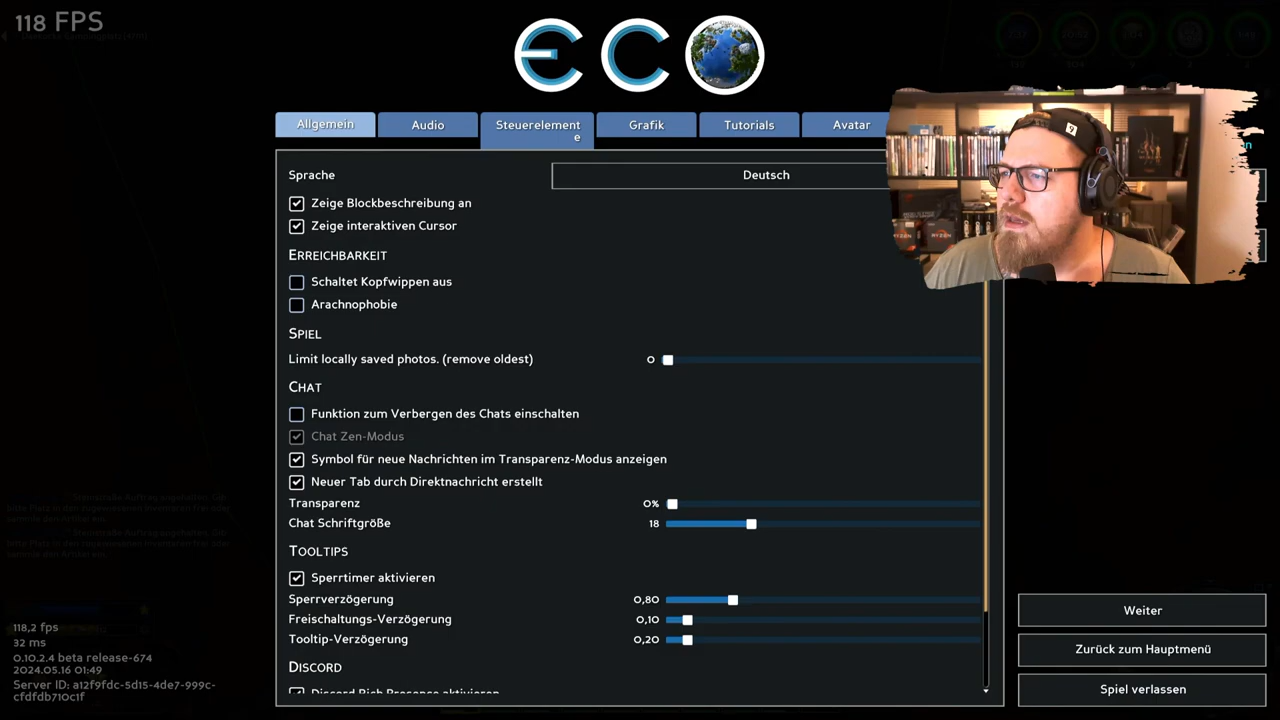 118 FPS
ECO
Allgemein
Audio
Steuerelement
e
Grafik
Tutorials
Avatar
Sprache
Deutsch
Zeige Blockbeschreibung an
Zeige interaktiven Cursor
ERREICHBARKEIT
Schaltet Kopfwippen aus
Arachnophobie
SPIEL
Limit locally saved photos. (remove oldest) 0
CHAT
Funktion zum Verbergen des Chats einschalten
Chat Zen-Modus
Symbol für neue Nachrichten im Transparenz-Modus anzeigen
Neuer Tab durch Direktnachricht erstellt
Transparenz 0%
Chat Schriftgröße 18
TOOLTIPS
Sperrtimer aktivieren
Sperrverzögerung 0,80
Freischaltungs-Verzögerung 0,10
Tooltip-Verzögerung 0,20
DISCORD
Discord Rich Presence aktivieren
Weiter
Zurück zum Hauptmenü
Spiel verlassen
118,2 fps
32 ms
0.10.2.4 beta release-674
2024.05.16 01:49
Server ID: a12f9fdc-5d15-4de7-999c-
cfdfdb710c1f